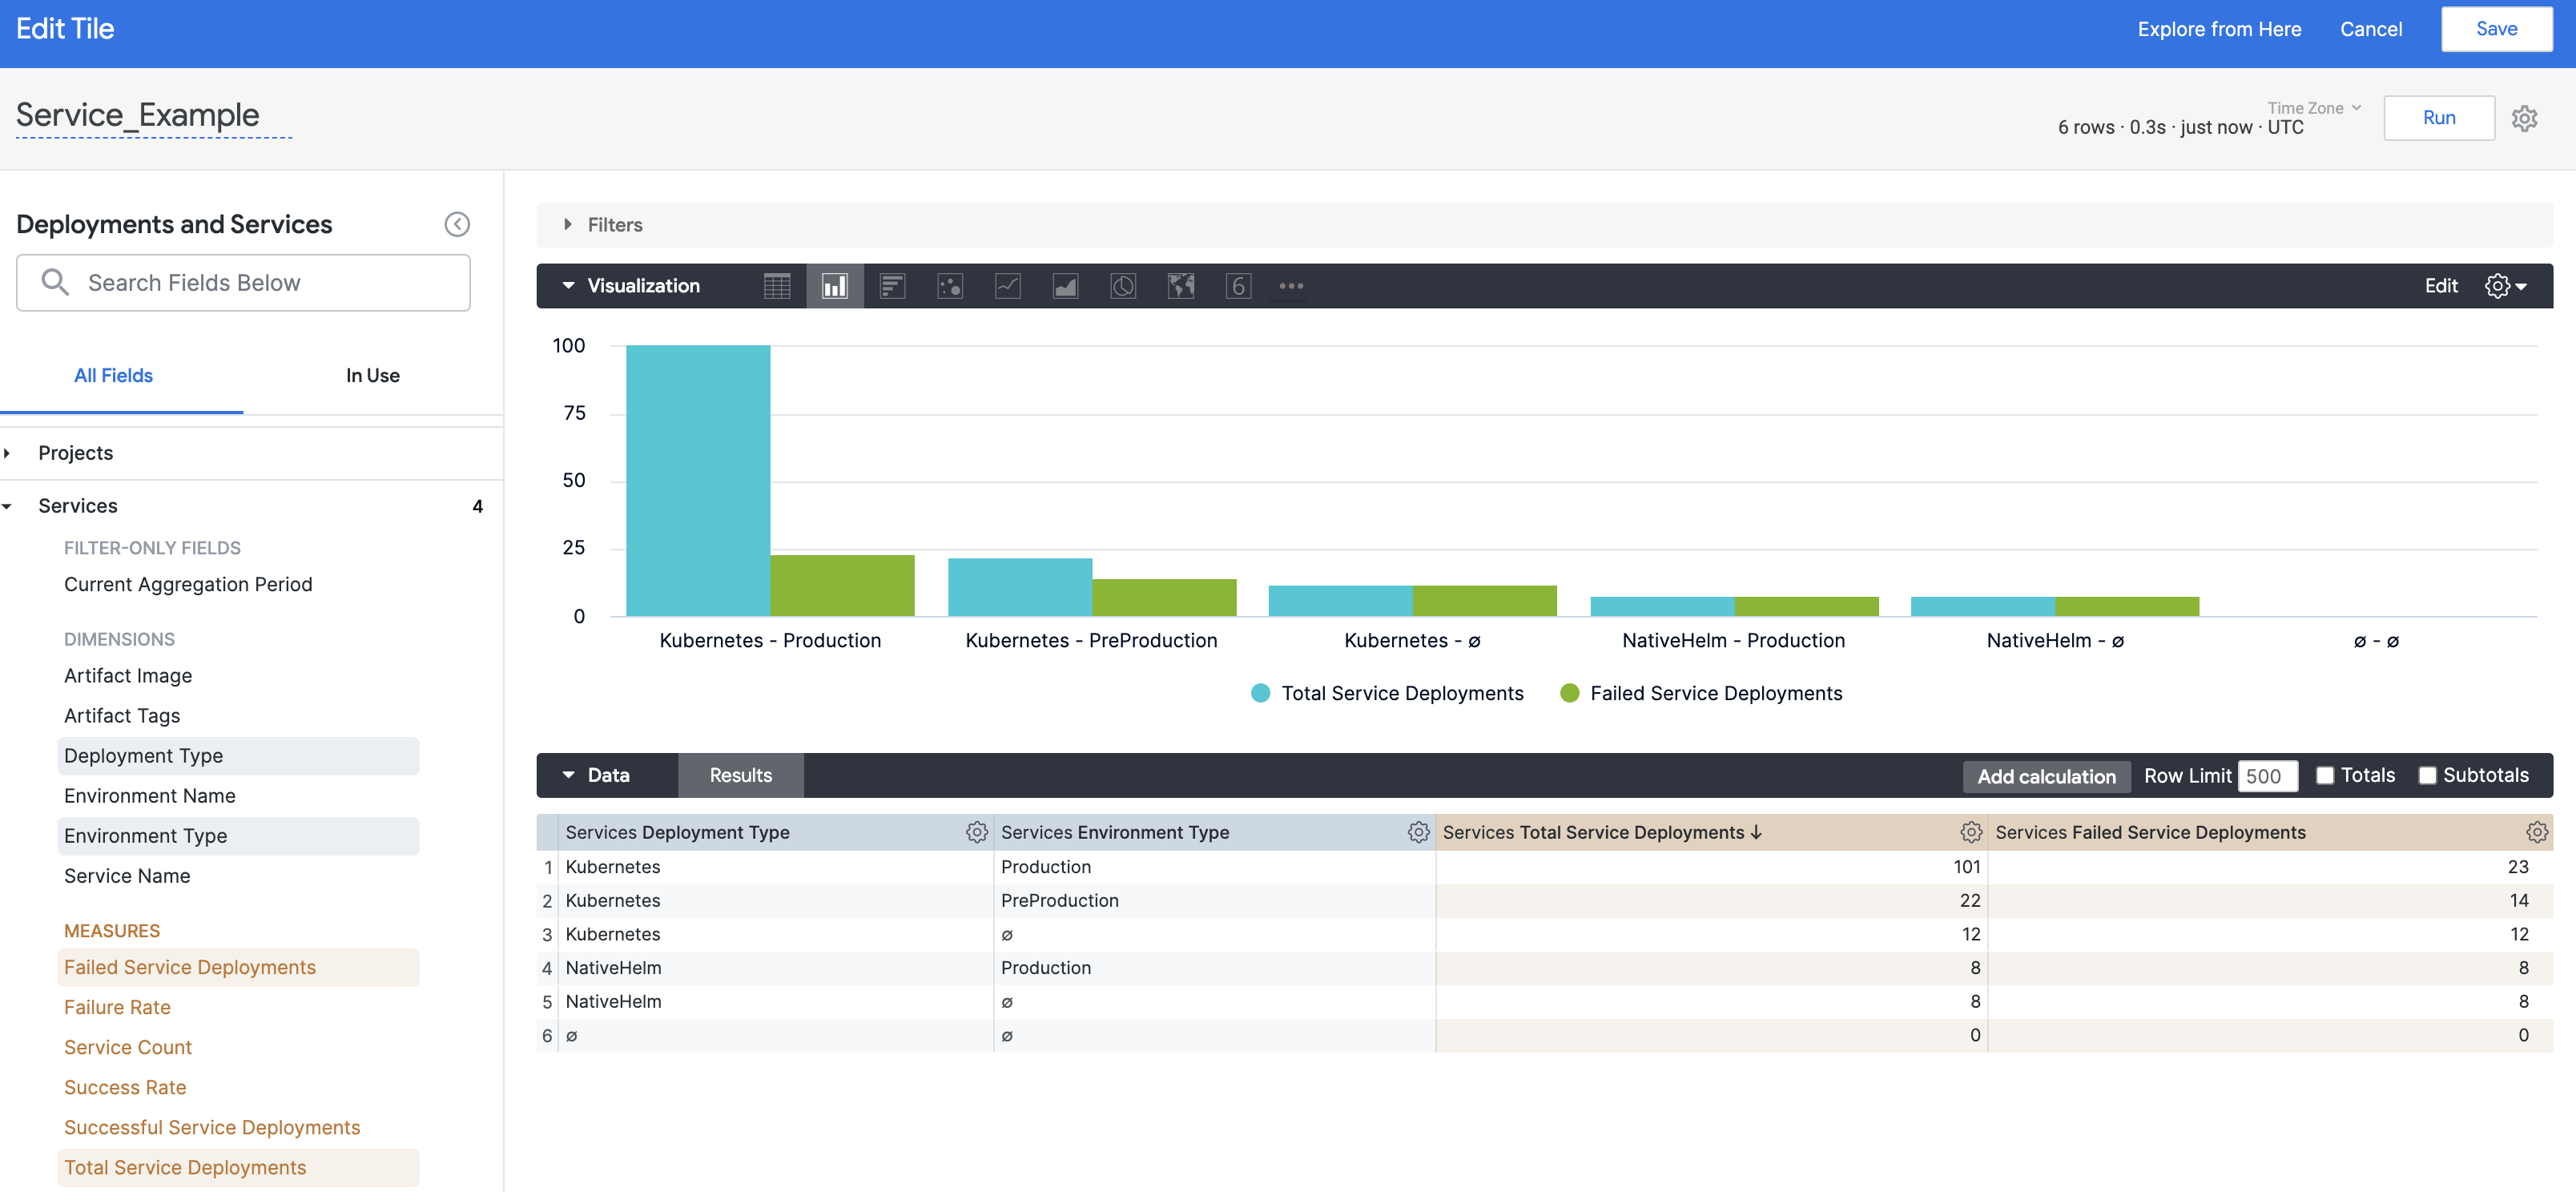 Edit Tile
Explore from Here
Cancel
Save
Service_Example
Time Zone
6 rows · 0.3s · just now · UTC
Run
Deployments and Services
Search Fields Below
All Fields
In Use
Projects
Services 4
FILTER-ONLY FIELDS
Current Aggregation Period
DIMENSIONS
Artifact Image
Artifact Tags
Deployment Type
Environment Name
Environment Type
Service Name
MEASURES
Failed Service Deployments
Failure Rate
Service Count
Success Rate
Successful Service Deployments
Total Service Deployments
Filters
Visualization 6 Edit
100
75
50
25
0
Kubernetes - Production
Kubernetes - PreProduction
Kubernetes - ∅
NativeHelm - Production
NativeHelm - ∅
∅ - ∅
Total Service Deployments
Failed Service Deployments
Data Results Add calculation Row Limit 500 Totals Subtotals
Services Deployment Type Services Environment Type Services Total Service Deployments ↓ Services Failed Service Deployments
1 Kubernetes Production 101 23
2 Kubernetes PreProduction 22 14
3 Kubernetes ∅ 12 12
4 NativeHelm Production 8 8
5 NativeHelm ∅ 8 8
6 ∅ ∅ 0 0